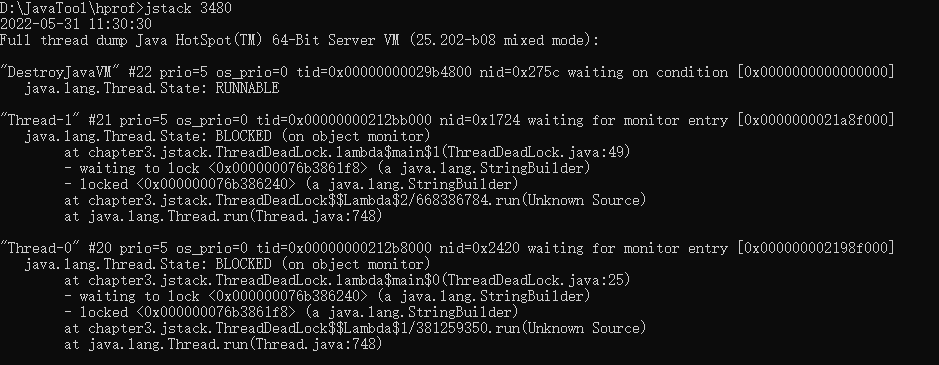 D:\JavaTool\hprof>jstack 3480
2022-05-31 11:30:30
Full thread dump Java HotSpot(TM) 64-Bit Server VM (25.202-b08 mixed mode):
"DestroyJavaVM" #22 prio=5 os_prio=0 tid=0x00000000029b4800 nid=0x275c waiting on condition [0x0000000000000000]
java.lang.Thread.State: RUNNABLE
"Thread-1" #21 prio=5 os_prio=0 tid=0x00000000212bb000 nid=0x1724 waiting for monitor entry [0x0000000021a8f000]
java.lang.Thread.State: BLOCKED (on object monitor)
at chapter3.jstack.ThreadDeadLock.lambda$main$1(ThreadDeadLock.java:49)
- waiting to lock <0x000000076b3861f8> (a java.lang.StringBuilder)
- locked <0x000000076b386240> (a java.lang.StringBuilder)
at chapter3.jstack.ThreadDeadLock$$Lambda$2/668386784.run(Unknown Source)
at java.lang.Thread.run(Thread.java:748)
"Thread-0" #20 prio=5 os_prio=0 tid=0x00000000212b8000 nid=0x2420 waiting for monitor entry [0x000000002198f000]
java.lang.Thread.State: BLOCKED (on object monitor)
at chapter3.jstack.ThreadDeadLock.lambda$main$0(ThreadDeadLock.java:25)
- waiting to lock <0x000000076b386240> (a java.lang.StringBuilder)
- locked <0x000000076b3861f8> (a java.lang.StringBuilder)
at chapter3.jstack.ThreadDeadLock$$Lambda$1/381259350.run(Unknown Source)
at java.lang.Thread.run(Thread.java:748)